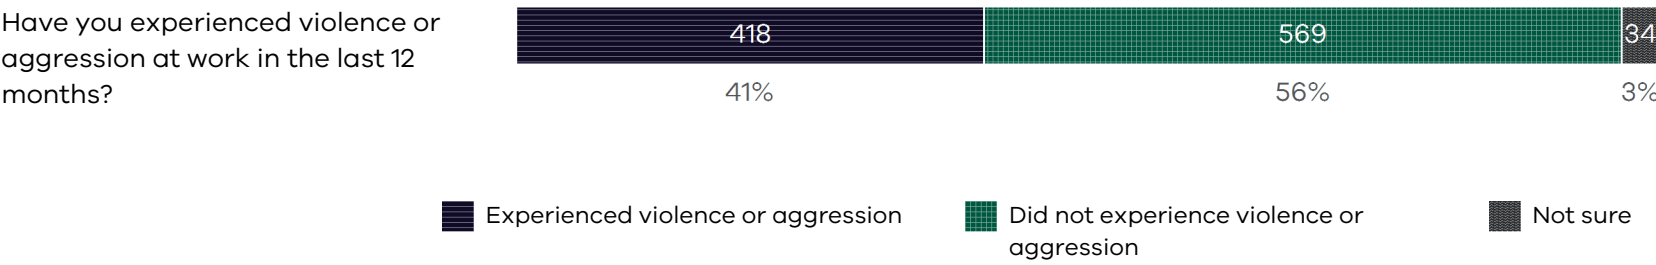 Have you experienced violence or
aggression at work in the last 12
months?
418
569
34
41%
56%
3%
Experienced violence or aggression
Did not experience violence or
aggression
Not sure